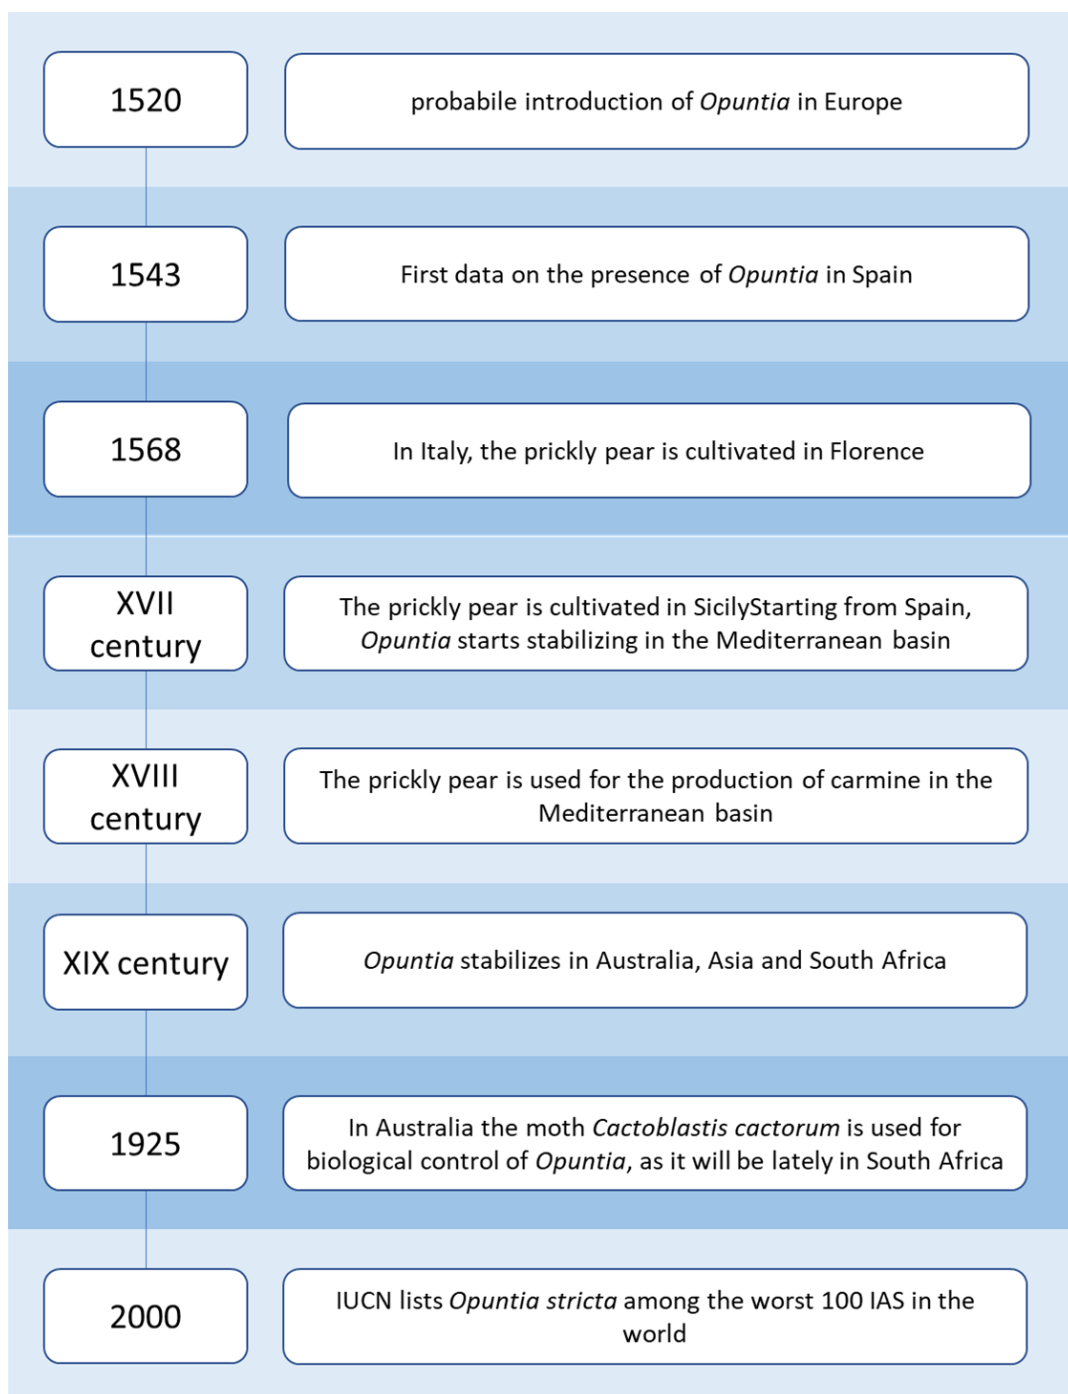 1520
probabile introduction of Opuntia in Europe
1543
First data on the presence of Opuntia in Spain
1568
In Italy, the prickly pear is cultivated in Florence
XVII
century
The prickly pear is cultivated in SicilyStarting from Spain,
Opuntia starts stabilizing in the Mediterranean basin
XVIII
century
The prickly pear is used for the production of carmine in the
Mediterranean basin
XIX century
Opuntia stabilizes in Australia, Asia and South Africa
1925
In Australia the moth Cactoblastis cactorum is used for
biological control of Opuntia, as it will be lately in South Africa
2000
IUCN lists Opuntia stricta among the worst 100 IAS in the
world